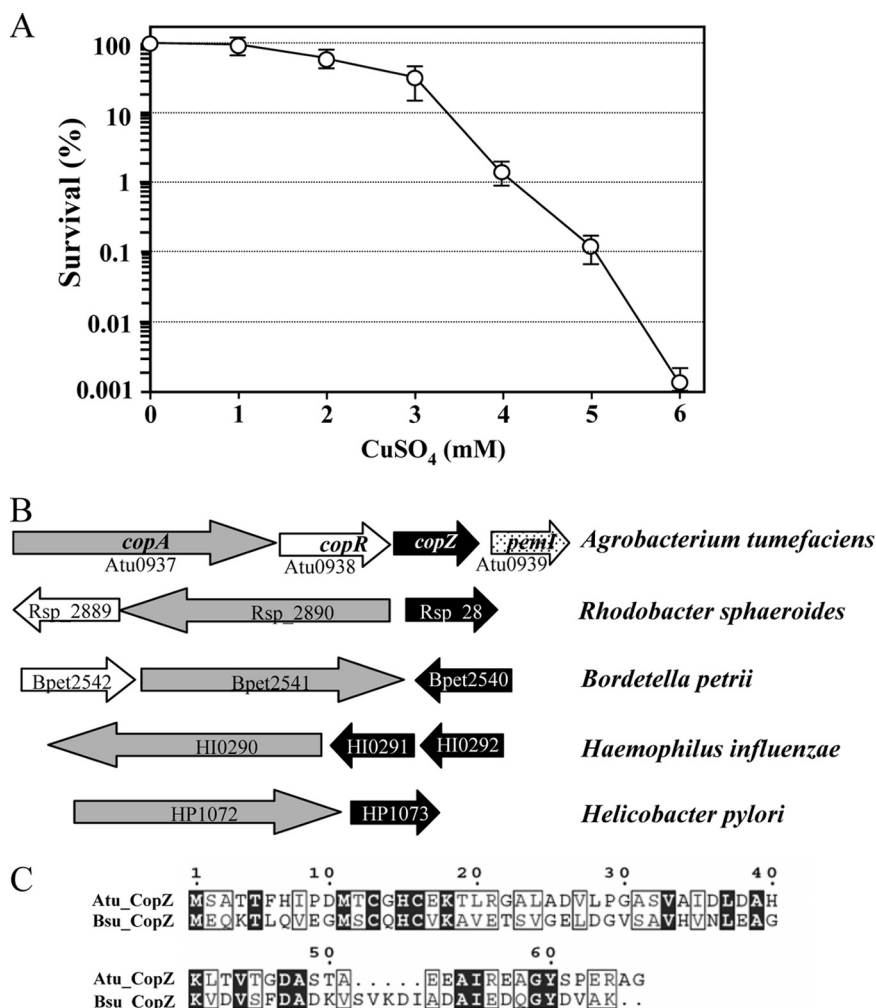 A
100
10
1
0.1
0.01
0.001
Survival (%)
0 1 2 3 4 5 6
CuSO4 (mM)
B
copA copR copZ pemI Agrobacterium tumefaciens
Atu0937 Atu0938 Atu0939
Rsp_2889 Rsp_2890 Rsp_28 Rhodobacter sphaeroides
Bpet2542 Bpet2541 Bpet2540 Bordetella petrii
HI0290 HI0291 HI0292 Haemophilus influenzae
HP1072 HP1073 Helicobacter pylori
C
1 10 20 30 40
Atu_CopZ MSATTFHIPDMTCGHCEKTLRGALADVLPGASVAIDLDAH
Bsu_CopZ MEQKTLQVEGMSCQHCVKAVETSVGELDGVSAVHVNLEAG
50 60
Atu_CopZ KLTVTGDASTA.....EEAIREAGYSPERAG
Bsu_CopZ KVDVSFDADKVSVKDIADAIEDQGYDVAK..